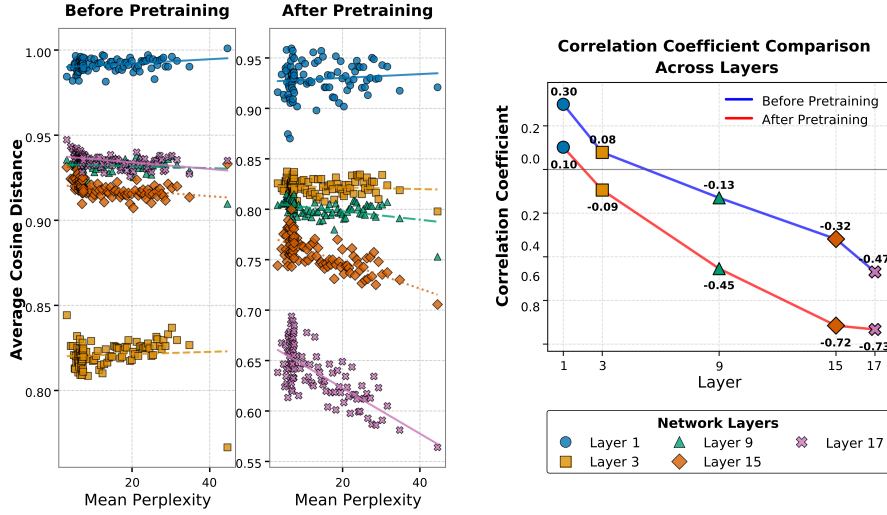 Before Pretraining
After Pretraining
Average Cosine Distance
1.00
0.95
0.90
0.85
0.80
20
40
Mean Perplexity
0.95
0.90
0.85
0.80
0.75
0.70
0.65
0.60
0.55
20
40
Mean Perplexity
Correlation Coefficient Comparison
Across Layers
Correlation Coefficient
0.2
0.0
0.2
0.4
0.6
0.8
Before Pretraining
After Pretraining
0.30
0.10
0.08
-0.09
-0.13
-0.45
-0.32
-0.72
-0.47
-0.73
1
3
9
15
17
Layer
Network Layers
Layer 1
Layer 9
Layer 17
Layer 3
Layer 15